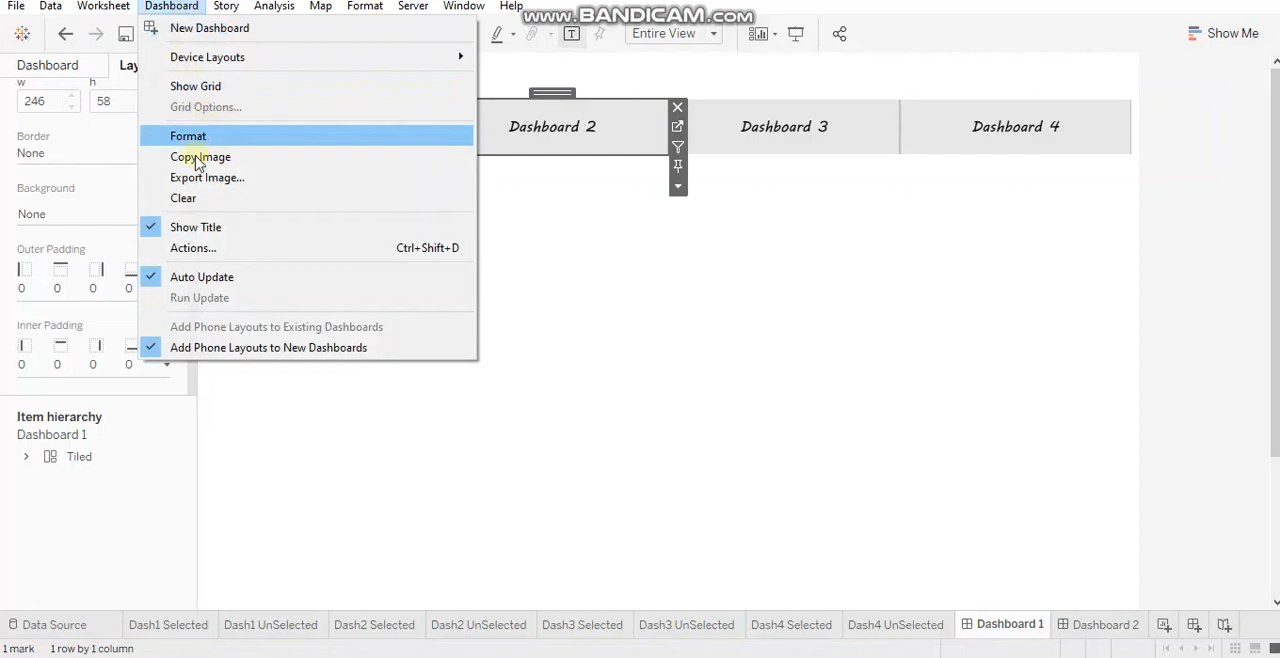 File Data Worksheet Dashboard Story Analysis Map Format Server Window Help
www.BANDICAM.com
Entire View
Show Me
Dashboard
Lay
w
h
246
58
Border
None
Background
None
Outer Padding
0 0 0 0
Inner Padding
0 0 0 0
Item hierarchy
Dashboard 1
Tiled
New Dashboard
Device Layouts
Show Grid
Grid Options...
Format
Copy Image
Export Image...
Clear
Show Title
Actions... Ctrl+Shift+D
Auto Update
Run Update
Add Phone Layouts to Existing Dashboards
Add Phone Layouts to New Dashboards
Dashboard 2 Dashboard 3 Dashboard 4
Data Source Dash1 Selected Dash1 UnSelected Dash2 Selected Dash2 UnSelected Dash3 Selected Dash3 UnSelected Dash4 Selected Dash4 UnSelected Dashboard 1 Dashboard 2
1 mark 1 row by 1 column